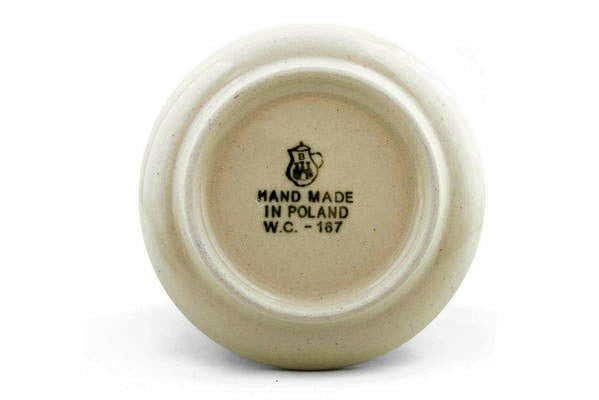 B
HAND MADE
IN POLAND
W.C. - 167